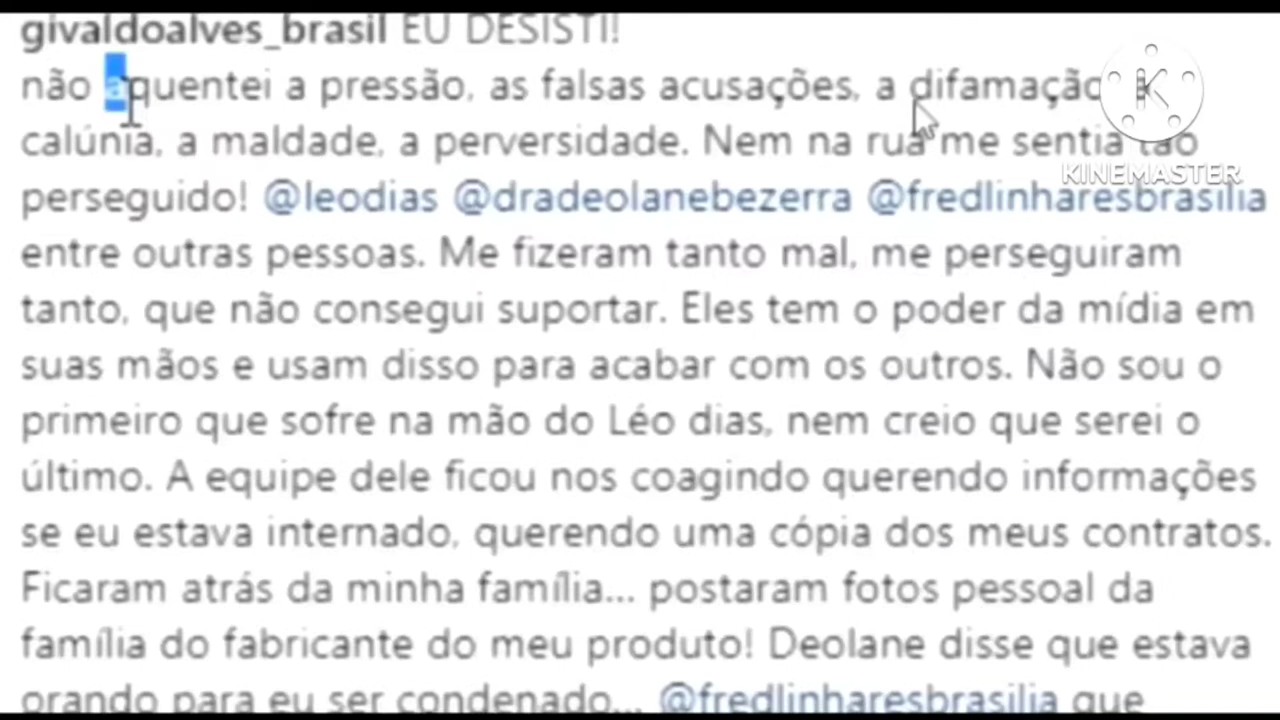 givaldoalves_brasil EU DESISTI!
não aquentei a pressão, as falsas acusações, a difamação
calúnia, a maldade, a perversidade. Nem na rua me sentia tão
perseguido! @leodias @dradeolanebezerra @fredlinharesbrasilia
entre outras pessoas. Me fizeram tanto mal, me perseguiram
tanto, que não consegui suportar. Eles tem o poder da mídia em
suas mãos e usam disso para acabar com os outros. Não sou o
primeiro que sofre na mão do Léo dias, nem creio que serei o
último. A equipe dele ficou nos coagindo querendo informações
se eu estava internado, querendo uma cópia dos meus contratos.
Ficaram atrás da minha família... postaram fotos pessoal da
família do fabricante do meu produto! Deolane disse que estava
orando para eu ser condenado... @fredlinharesbrasilia que
K
KINEMASTER